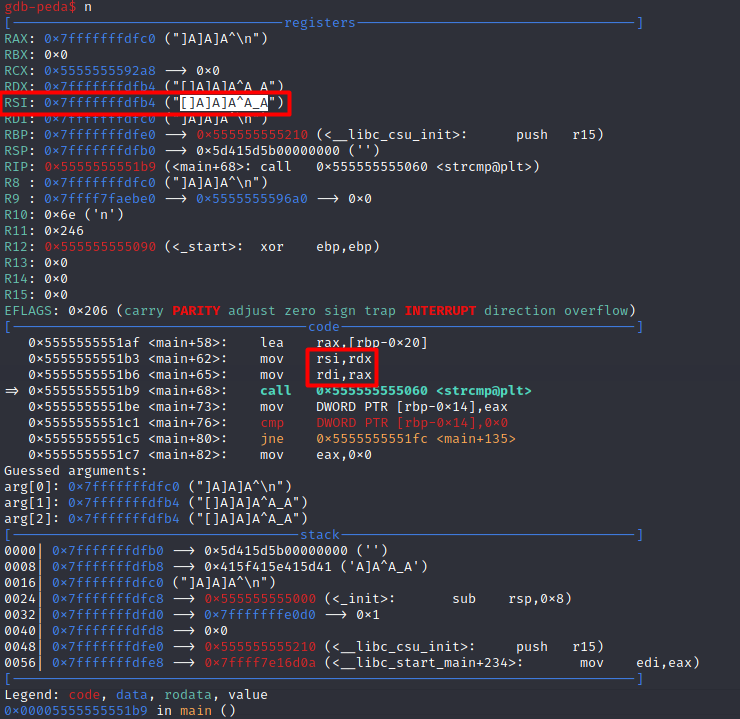 gdb-peda$ n
[----------------------------------registers-----------------------------------]
RAX: 0x7fffffffdfc0 ("]A]A]A^\n")
RBX: 0x0
RCX: 0x5555555592a8 --> 0x0
RDX: 0x7fffffffdfb4 ("[]A]A]A^A_A")
RSI: 0x7fffffffdfb4 ("[]A]A]A^A_A")
RDI: 0x7fffffffdfc0 ("]A]A]A^\n")
RBP: 0x7fffffffdfe0 --> 0x555555555210 (<__libc_csu_init>: push r15)
RSP: 0x7fffffffdfb0 --> 0x5d415d5b00000000 ('')
RIP: 0x5555555551b9 (<main+68>: call 0x555555555060 <strcmp@plt>)
R8 : 0x7fffffffdfc0 ("]A]A]A^\n")
R9 : 0x7ffff7faebe0 --> 0x5555555596a0 --> 0x0
R10: 0x6e ('n')
R11: 0x246
R12: 0x555555555090 (<_start>: xor ebp,ebp)
R13: 0x0
R14: 0x0
R15: 0x0
EFLAGS: 0x206 (carry PARITY adjust zero sign trap INTERRUPT direction overflow)
[-------------------------------------code-------------------------------------]
0x5555555551af <main+58>: lea rax,[rbp-0x20]
0x5555555551b3 <main+62>: mov rsi,rdx
0x5555555551b6 <main+65>: mov rdi,rax
=> 0x5555555551b9 <main+68>: call 0x555555555060 <strcmp@plt>
0x5555555551be <main+73>: mov DWORD PTR [rbp-0x14],eax
0x5555555551c1 <main+76>: cmp DWORD PTR [rbp-0x14],0x0
0x5555555551c5 <main+80>: jne 0x5555555551fc <main+135>
0x5555555551c7 <main+82>: mov eax,0x0
Guessed arguments:
arg[0]: 0x7fffffffdfc0 ("]A]A]A^\n")
arg[1]: 0x7fffffffdfb4 ("[]A]A]A^A_A")
arg[2]: 0x7fffffffdfb4 ("[]A]A]A^A_A")
[------------------------------------stack-------------------------------------]
0000| 0x7fffffffdfb0 --> 0x5d415d5b00000000 ('')
0008| 0x7fffffffdfb8 --> 0x415f415e415d41 ('A]A^A_A')
0016| 0x7fffffffdfc0 ("]A]A]A^\n")
0024| 0x7fffffffdfc8 --> 0x555555555000 (<_init>: sub rsp,0x8)
0032| 0x7fffffffdfd0 --> 0x7fffffffe0d0 --> 0x1
0040| 0x7fffffffdfd8 --> 0x0
0048| 0x7fffffffdfe0 --> 0x555555555210 (<__libc_csu_init>: push r15)
0056| 0x7fffffffdfe8 --> 0x7ffff7e16d0a (<__libc_start_main+234>: mov edi,eax)
[------------------------------------------------------------------------------]
Legend: code, data, rodata, value
0x00005555555551b9 in main ()